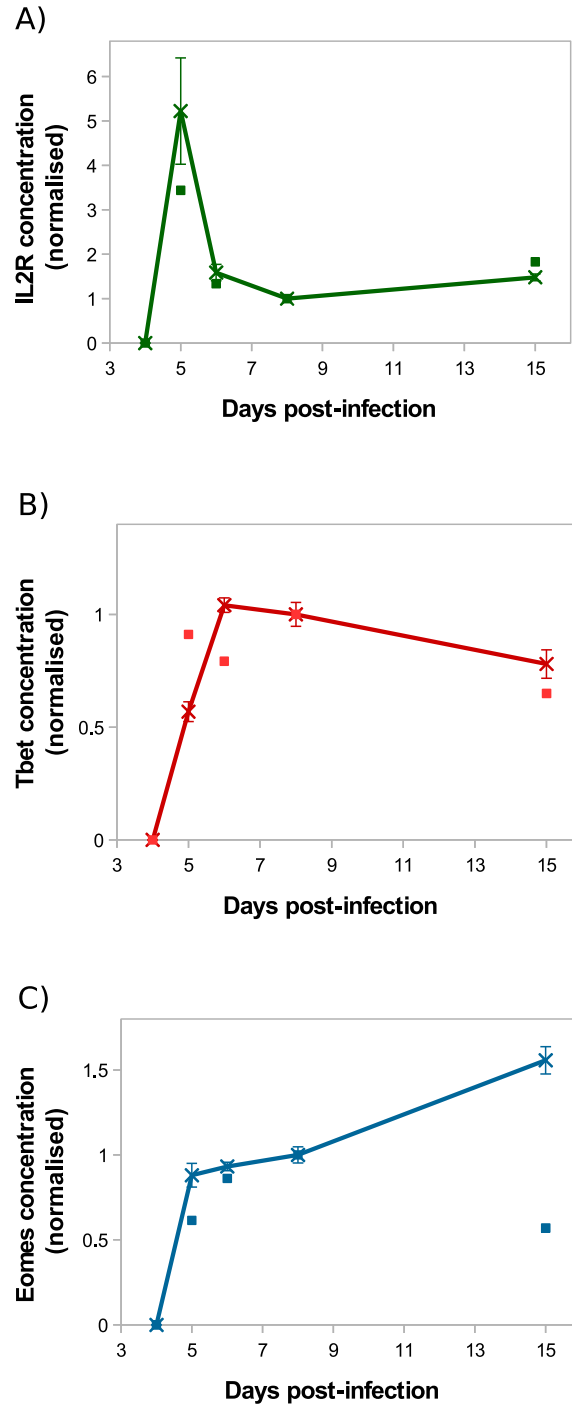 A)
6
5
4
3
2
1
0
3 5 7 9 11 13 15
IL2R concentration
(normalised)
Days post-infection
B)
1
0.5
0
3 5 7 9 11 13 15
Tbet concentration
(normalised)
Days post-infection
C)
1.5
1
0.5
0
3 5 7 9 11 13 15
Eomes concentration
(normalised)
Days post-infection